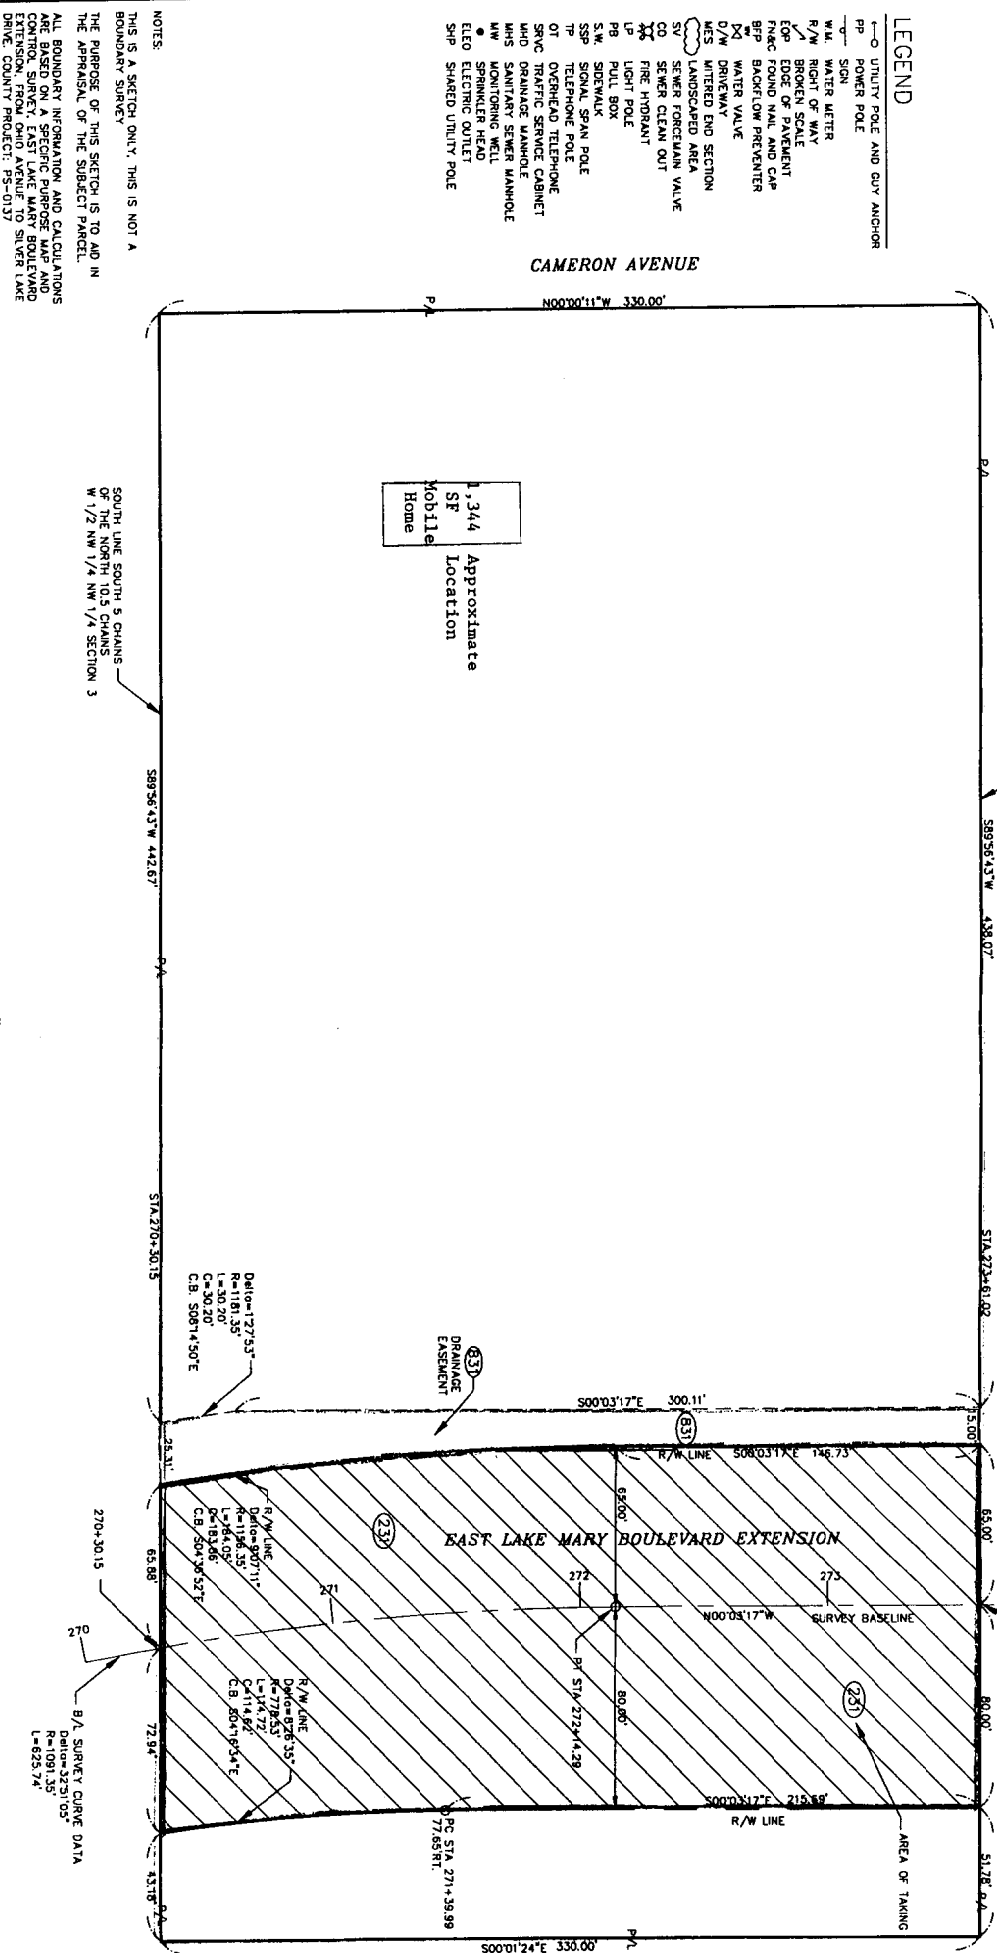 LEGEND
UTILITY POLE AND GUY ANCHOR
PP POWER POLE
SIGN
W.M. WATER METER
R/W RIGHT OF WAY
BROKEN SCALE
EOP EDGE OF PAVEMENT
FN&C FOUND NAIL AND CAP
BFP BACKFLOW PREVENTER
WV WATER VALVE
D/W DRIVEWAY
MES MITERED END SECTION
LANDSCAPED AREA
SV SEWER FORCEMAIN VALVE
CO SEWER CLEAN OUT
FIRE HYDRANT
LP LIGHT POLE
PB PULL BOX
S.W. SIDEWALK
SSP SIGNAL SPAN POLE
TP TELEPHONE POLE
OT OVERHEAD TELEPHONE
SRVC TRAFFIC SERVICE CABINET
MHD DRAINAGE MANHOLE
MHS SANITARY SEWER MANHOLE
MW MONITORING WELL
SPRINKLER HEAD
ELEO ELECTRIC OUTLET
SHP SHARED UTILITY POLE
NOTES:
THIS IS A SKETCH ONLY, THIS IS NOT A
BOUNDARY SURVEY
THE PURPOSE OF THIS SKETCH IS TO AID IN
THE APPRAISAL OF THE SUBJECT PARCEL.
ALL BOUNDARY INFORMATION AND CALCULATIONS
ARE BASED ON A SPECIFIC PURPOSE MAP AND
CONTROL SURVEY, EAST LAKE MARY BOULEVARD
EXTENSION, FROM OHIO AVENUE TO SILVER LAKE
DRIVE. COUNTY PROJECT: PS-0137
CAMERON AVENUE
N00'00'11"W 330.00'
P/L
P/L
S89'56'43"W 438.07'
STA.273+61.02
15.00'
65.00'
80.00'
51.78' P/L
1,344
SF
Mobile
Home
Approximate
Location
SOUTH LINE SOUTH 5 CHAINS
OF THE NORTH 10.5 CHAINS
W 1/2 NW 1/4 NW 1/4 SECTION 3
S89'56'43"W 442.67'
P/L
STA.270+30.15
Delta=1'27'53"
R=1181.35'
L=30.20'
C=30.20'
C.B. S08'14'50"E
831
DRAINAGE
EASEMENT
S00'03'17"E 300.11'
831
R/W LINE S00'03'17"E 146.73'
25.31'
65.88'
R/W LINE
Delta=9'07'11"
R=1156.35'
L=184.05'
C=183.86'
C.B. S04'36'52"E
231
65.00'
EAST LAKE MARY BOULEVARD EXTENSION
271
272
273
N00'03'17"W SURVEY BASELINE
PT STA 272+14.29
80.00'
231
AREA OF TAKING
270+30.15
270
B/L SURVEY CURVE DATA
Delta=32'51'05"
R=1091.35'
L=625.74'
72.94'
R/W LINE
Delta=8'26'35"
R=778.53'
L=114.72'
C=114.62'
C.B. S04'16'34"E
S00'03'17"E 215.69'
R/W LINE
PC STA 271+39.99
77.65'RT.
43.18' P/L
P/L
S00'01'24"E 330.00'